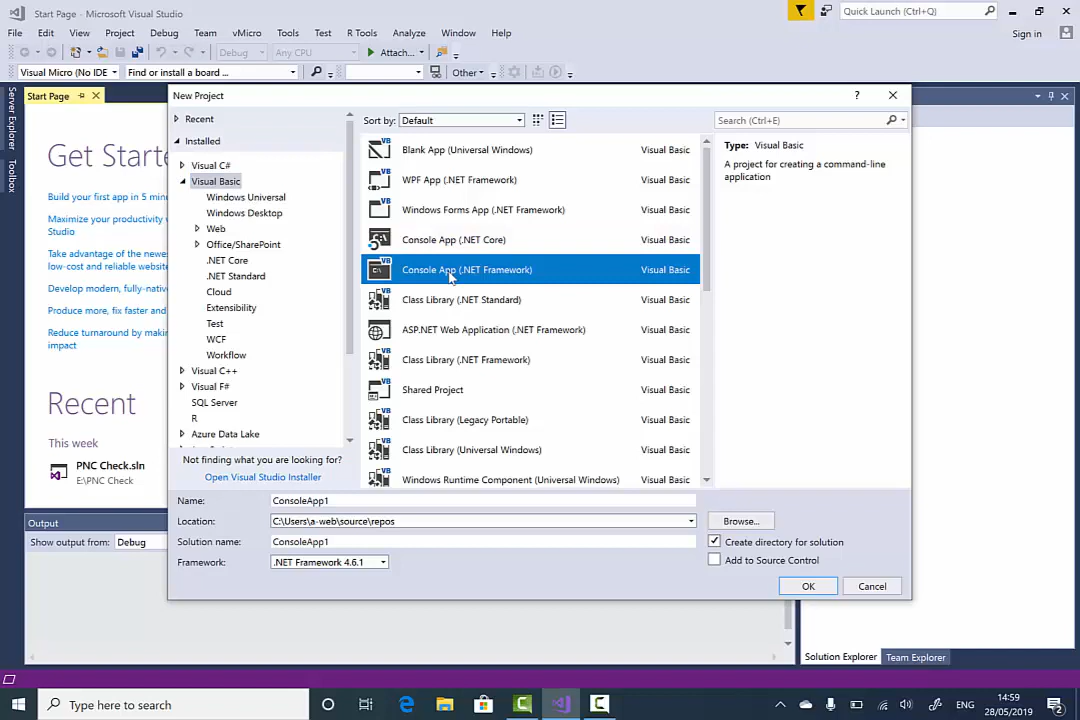 Start Page - Microsoft Visual Studio
Quick Launch (Ctrl+Q)
File Edit View Project Debug Team vMicro Tools Test R Tools Analyze Window Help
Sign in
Debug Any CPU Attach...
Visual Micro (No IDE Find or install a board ... Other
Server Explorer
Toolbox
Start Page
Get Starte
Build your first app in 5 minu
Maximize your productivity w
Studio
Take advantage of the newes
low-cost and reliable website
Develop modern, fully-native
Produce more, fix faster and
Reduce turnaround by makin
impact
Recent
This week
PNC Check.sln
E:\PNC Check
Output
Show output from: Debug
New Project
?
Recent
Installed
Visual C#
Visual Basic
Windows Universal
Windows Desktop
Web
Office/SharePoint
.NET Core
.NET Standard
Cloud
Extensibility
Test
WCF
Workflow
Visual C++
Visual F#
SQL Server
R
Azure Data Lake
Not finding what you are looking for?
Open Visual Studio Installer
Sort by: Default
Search (Ctrl+E)
Blank App (Universal Windows) Visual Basic
WPF App (.NET Framework) Visual Basic
Windows Forms App (.NET Framework) Visual Basic
Console App (.NET Core) Visual Basic
Console App (.NET Framework) Visual Basic
Class Library (.NET Standard) Visual Basic
ASP.NET Web Application (.NET Framework) Visual Basic
Class Library (.NET Framework) Visual Basic
Shared Project Visual Basic
Class Library (Legacy Portable) Visual Basic
Class Library (Universal Windows) Visual Basic
Windows Runtime Component (Universal Windows) Visual Basic
Type: Visual Basic
A project for creating a command-line
application
Name: ConsoleApp1
Location: C:\Users\a-web\source\repos
Browse...
Solution name: ConsoleApp1
Create directory for solution
Framework: .NET Framework 4.6.1
Add to Source Control
OK Cancel
Solution Explorer Team Explorer
Type here to search
ENG
14:59
28/05/2019
2